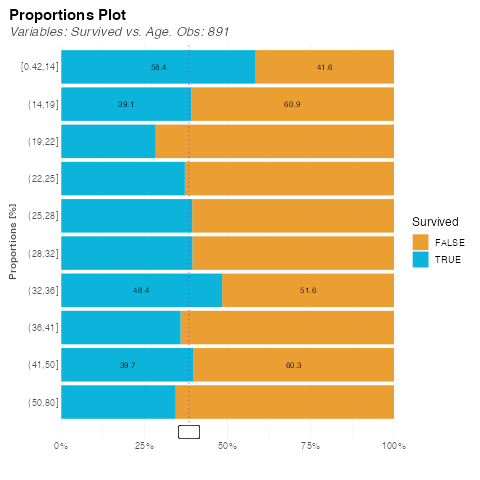 Proportions Plot
Variables: Survived vs. Age. Obs: 891
Proportions [%]
[0.42,14] 58.4 41.6
(14,19] 39.1 60.9
(19,22]
(22,25]
(25,28]
(28,32]
(32,36] 48.4 51.6
(36,41]
(41,50] 39.7 60.3
(50,80]
0% 25% 50% 75% 100%
Survived
FALSE
TRUE